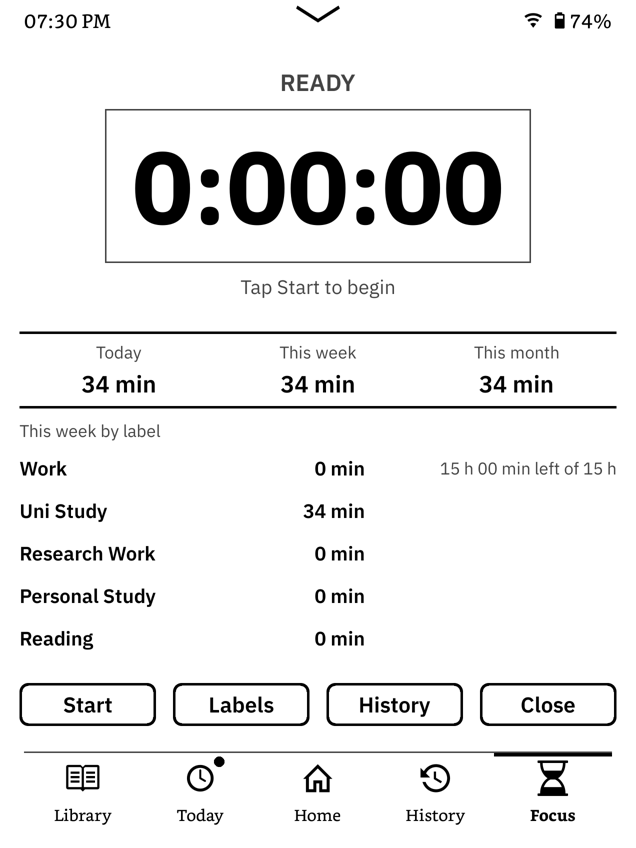 07:30 PM 74%
READY
0:00:00
Tap Start to begin
Today This week This month
34 min 34 min 34 min
This week by label
Work 0 min 15 h 00 min left of 15 h
Uni Study 34 min
Research Work 0 min
Personal Study 0 min
Reading 0 min
Start Labels History Close
Library Today Home History Focus